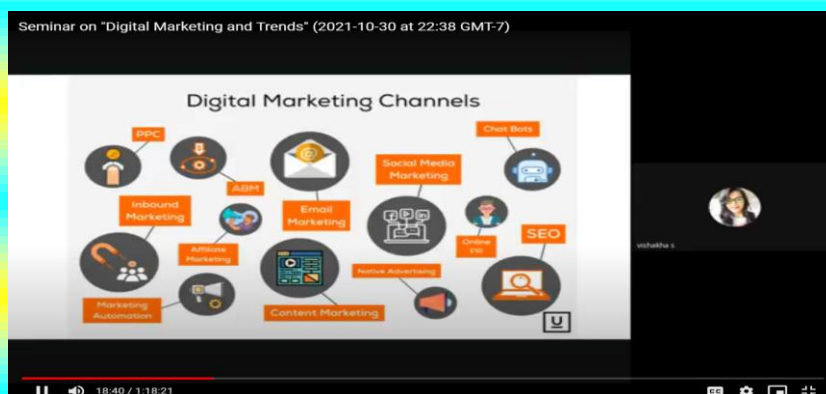 Seminar on "Digital Marketing and Trends" (2021-10-30 at 22:38 GMT-7)
Digital Marketing Channels
PPC
ABM
Email
Marketing
Social Media
Marketing
Chat Bots
Inbound
Marketing
Affiliate
Marketing
Online
PR
SEO
Native Advertising
Marketing
Automation
Content Marketing
U
vishakha s
18:40 / 1:18:21
CC